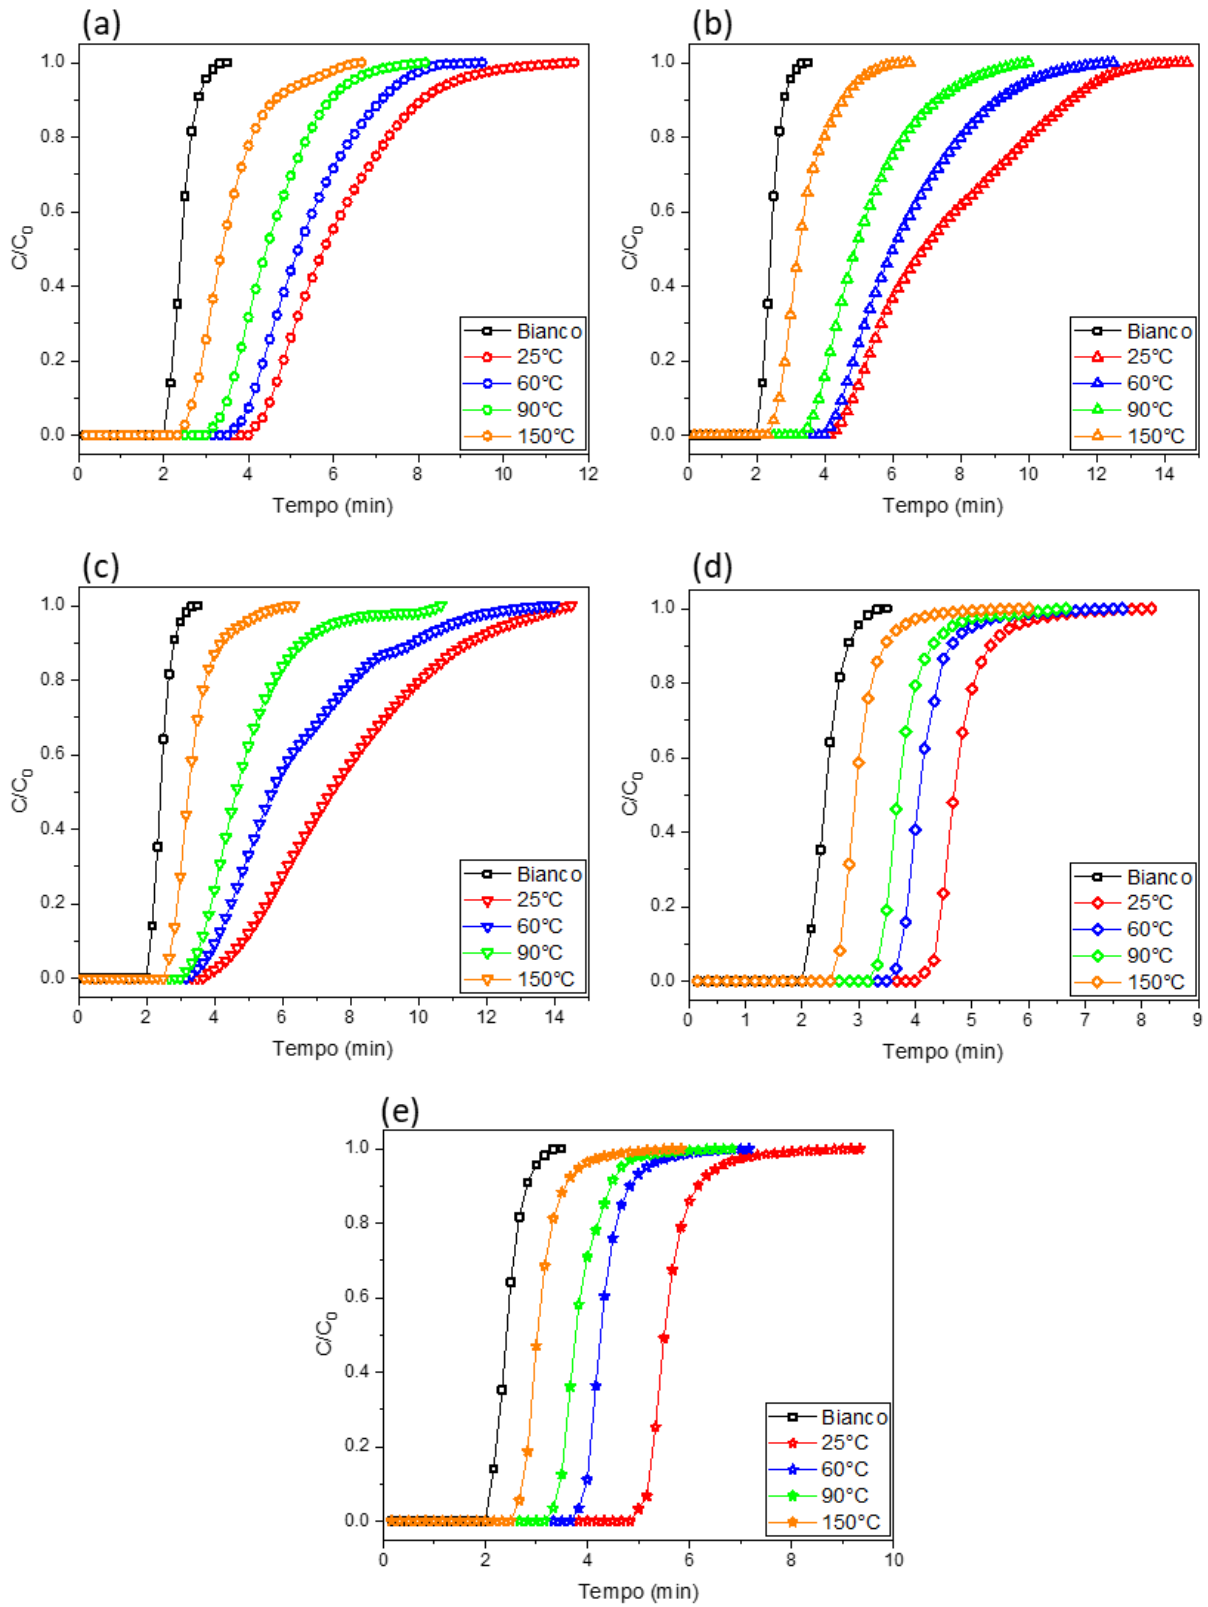 (a)
1.0
0.8
0.6
0.4
0.2
0.0
C/C0
Bianco
25°C
60°C
90°C
150°C
0 2 4 6 8 10 12
Tempo (min)
(b)
1.0
0.8
0.6
0.4
0.2
0.0
C/C0
Bianco
25°C
60°C
90°C
150°C
0 2 4 6 8 10 12 14
Tempo (min)
(c)
1.0
0.8
0.6
0.4
0.2
0.0
C/C0
Bianco
25°C
60°C
90°C
150°C
0 2 4 6 8 10 12 14
Tempo (min)
(d)
1.0
0.8
0.6
0.4
0.2
0.0
C/C0
Bianco
25°C
60°C
90°C
150°C
0 1 2 3 4 5 6 7 8 9
Tempo (min)
(e)
1.0
0.8
0.6
0.4
0.2
0.0
C/C0
Bianco
25°C
60°C
90°C
150°C
0 2 4 6 8 10
Tempo (min)